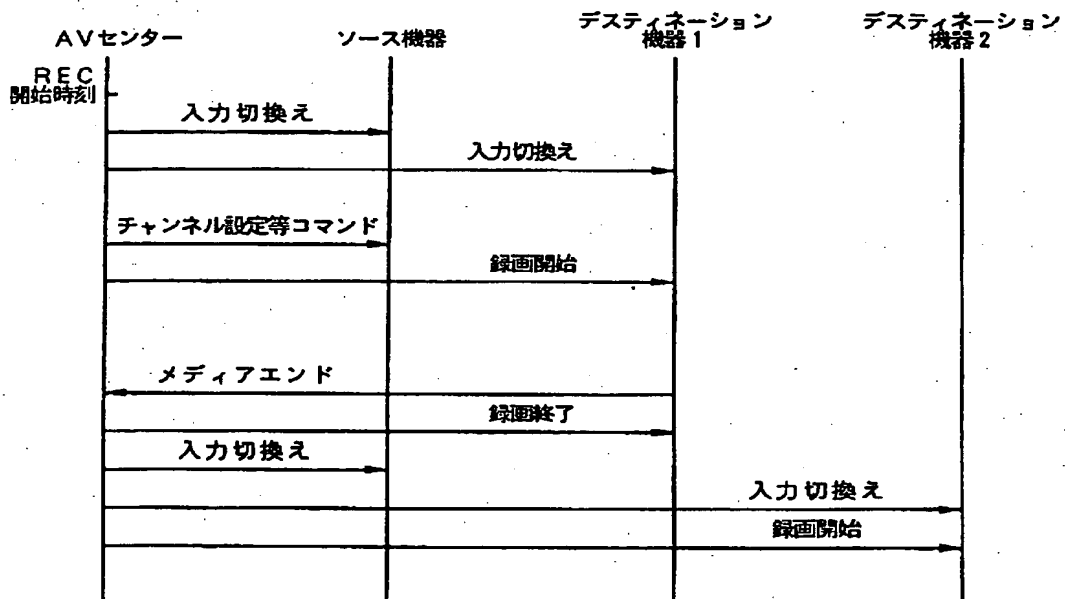 AVセンター
ソース機器
デスティネーション
機器1
デスティネーション
機器2
REC
開始時刻
入力切換え
入力切換え
チャンネル設定等コマンド
録画開始
メディアエンド
録画終了
入力切換え
入力切換え
録画開始